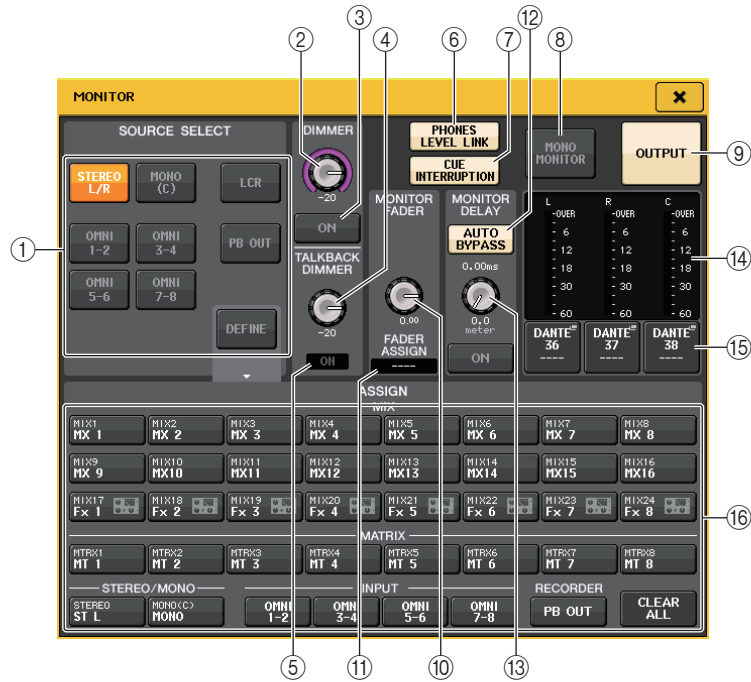 ② ③ ④ ⑥ ⑦ ⑫ ⑧
MONITOR
SOURCE SELECT
STEREO L/R
MONO (C)
LCR
OMNI 1-2
OMNI 3-4
PB OUT
OMNI 5-6
OMNI 7-8
DEFINE
①
DIMMER
-20
ON
TALKBACK DIMMER
-20
ON
PHONES LEVEL LINK
CUE INTERRUPTION
MONITOR FADER
0.00
FADER ASSIGN
----
MONITOR DELAY
AUTO BYPASS
0.00ms
0.0
meter
ON
MONO MONITOR
OUTPUT
⑨
L R C
-OVER -OVER -OVER
6 6 6
12 12 12
18 18 18
30 30 30
60 60 60
⑭
DANTE 36 ----
DANTE 37 ----
DANTE 38 ----
⑮
ASSIGN
MIX
MIX1 MIX2 MIX3 MIX4 MIX5 MIX6 MIX7 MIX8
MX 1 MX 2 MX 3 MX 4 MX 5 MX 6 MX 7 MX 8
MIX9 MIX10 MIX11 MIX12 MIX13 MIX14 MIX15 MIX16
MX 9 MX10 MX11 MX12 MX13 MX14 MX15 MX16
MIX17 MIX18 MIX19 MIX20 MIX21 MIX22 MIX23 MIX24
Fx 1 Fx 2 Fx 3 Fx 4 Fx 5 Fx 6 Fx 7 Fx 8
⑯
MATRIX
MTRX1 MTRX2 MTRX3 MTRX4 MTRX5 MTRX6 MTRX7 MTRX8
MT 1 MT 2 MT 3 MT 4 MT 5 MT 6 MT 7 MT 8
STEREO/MONO INPUT RECORDER
STEREO ST L
MONO(C) MONO
OMNI 1-2
OMNI 3-4
OMNI 5-6
OMNI 7-8
PB OUT
CLEAR ALL
⑤ ⑪ ⑩ ⑬